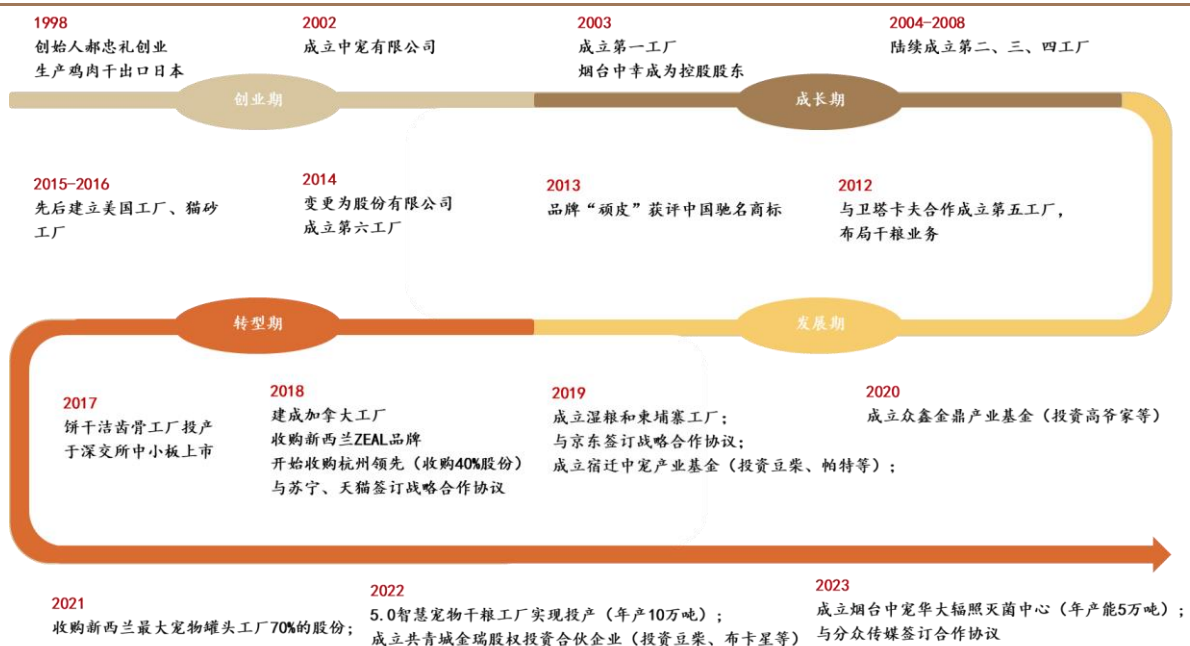 1998
创始人郝忠礼创业
生产鸡肉干出口日本
2002
成立中宠有限公司
2003
成立第一工厂
烟台中幸成为控股股东
2004-2008
陆续成立第二、三、四工厂
创业期
成长期
2015-2016
先后建立美国工厂、猫砂
工厂
2014
变更为股份有限公司
成立第六工厂
2013
品牌“顽皮”获评中国驰名商标
2012
与卫塔卡夫合作成立第五工厂，
布局干粮业务
转型期
发展期
2017
饼干洁齿骨工厂投产
于深交所中小板上市
2018
建成加拿大工厂
收购新西兰ZEAL品牌
开始收购杭州领先（收购40%股份）
与苏宁、天猫签订战略合作协议
2019
成立湿粮和柬埔寨工厂；
与京东签订战略合作协议；
成立宿迁中宠产业基金（投资豆柴、帕特等）；
2020
成立众鑫金鼎产业基金（投资高爷家等）
2021
收购新西兰最大宠物罐头工厂70%的股份；
2022
5.0智慧宠物干粮工厂实现投产（年产10万吨）；
成立共青城金瑞股权投资合伙企业（投资豆柴、布卡星等）
2023
成立烟台中宠华大辐照灭菌中心（年产能5万吨）；
与分众传媒签订合作协议